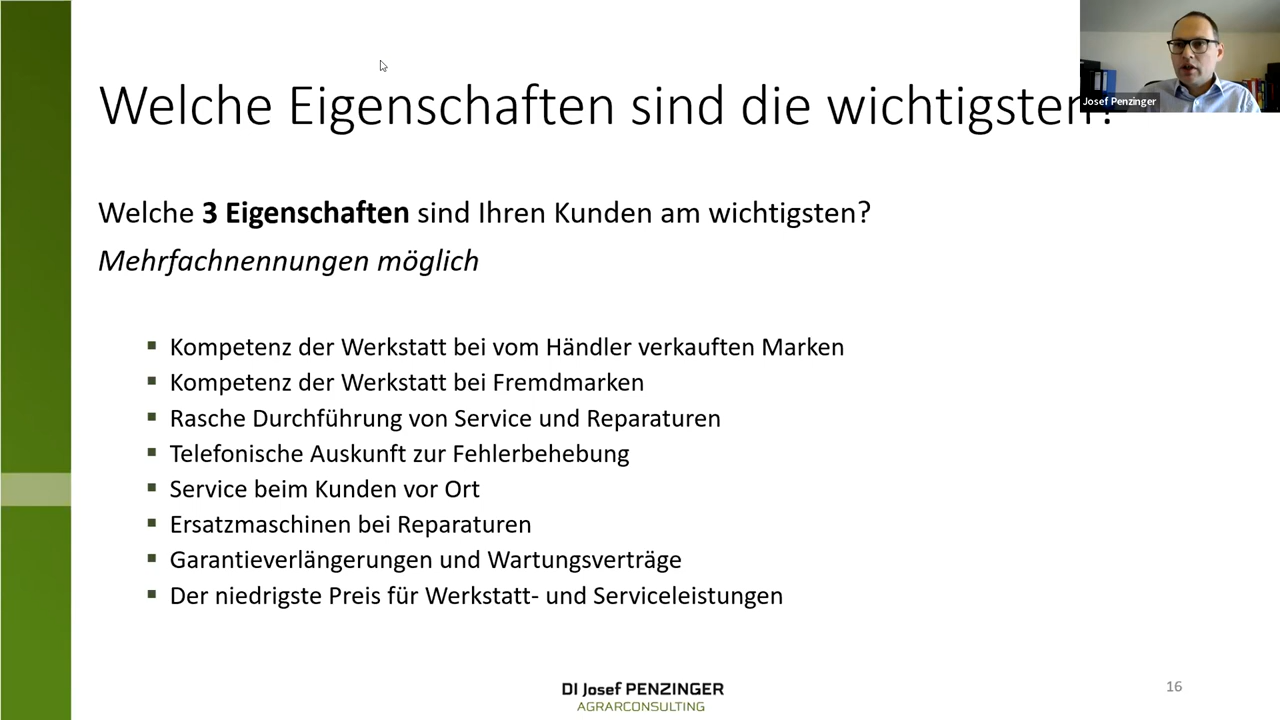 Welche Eigenschaften sind die wichtigsten?
Josef Penzinger
Welche 3 Eigenschaften sind Ihren Kunden am wichtigsten?
Mehrfachnennungen möglich
▪ Kompetenz der Werkstatt bei vom Händler verkauften Marken
▪ Kompetenz der Werkstatt bei Fremdmarken
▪ Rasche Durchführung von Service und Reparaturen
▪ Telefonische Auskunft zur Fehlerbehebung
▪ Service beim Kunden vor Ort
▪ Ersatzmaschinen bei Reparaturen
▪ Garantieverlängerungen und Wartungsverträge
▪ Der niedrigste Preis für Werkstatt- und Serviceleistungen
DI Josef PENZINGER
AGRARCONSULTING
16